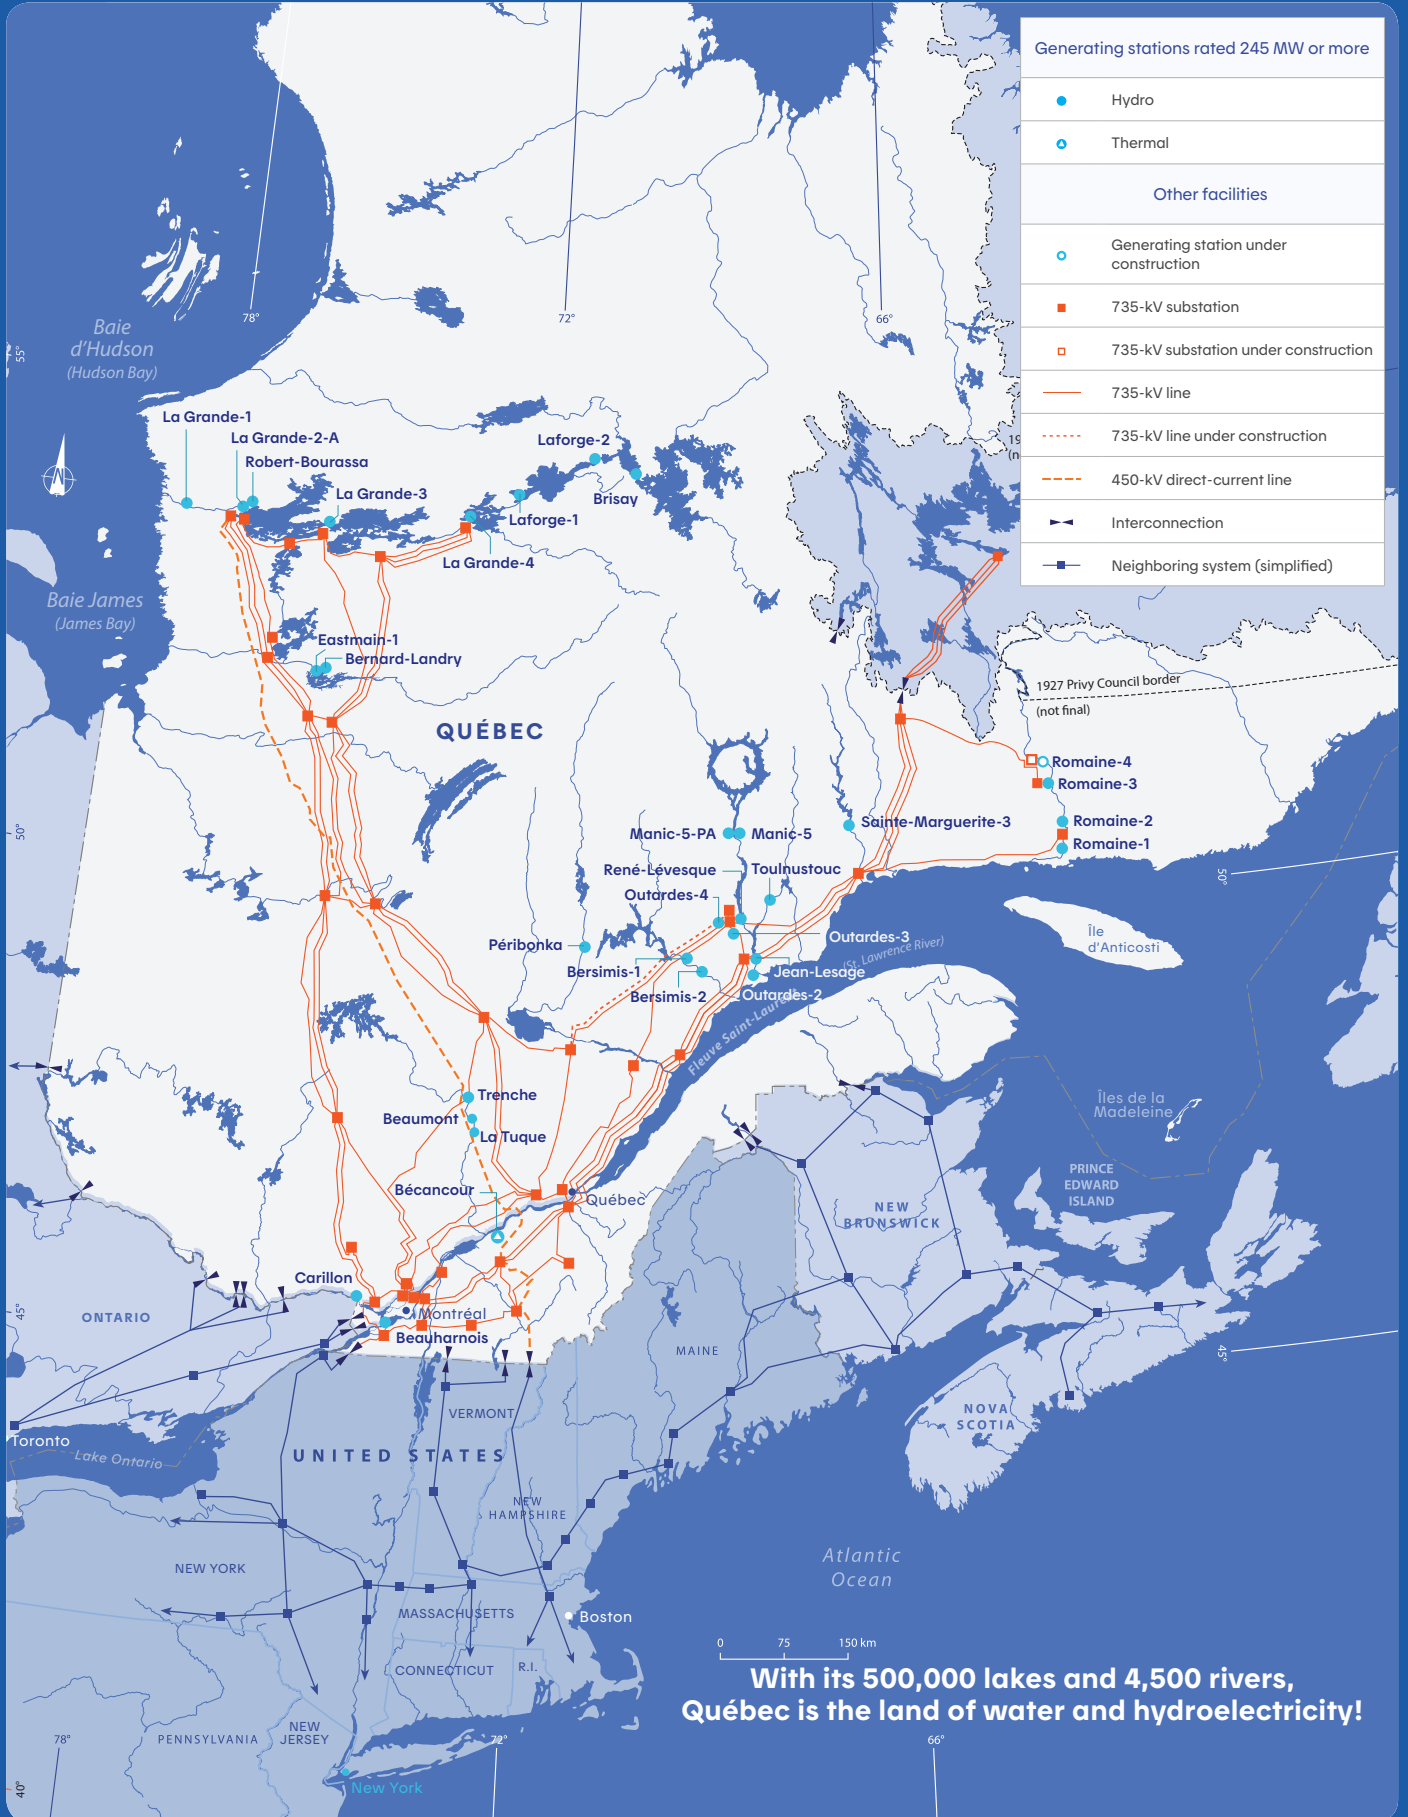 Generating stations rated 245 MW or more
Hydro
Thermal
Other facilities
Generating station under
construction
735-kV substation
735-kV substation under construction
735-kV line
735-kV line under construction
450-kV direct-current line
Interconnection
Neighboring system (simplified)
78°
72°
66°
55°
Baie
d'Hudson
(Hudson Bay)
La Grande-1
La Grande-2-A
Robert-Bourassa
La Grande-3
Laforge-2
Brisay
Laforge-1
La Grande-4
19
(n
N
Baie James
(James Bay)
Eastmain-1
Bernard-Landry
1927 Privy Council border
(not final)
QUÉBEC
Romaine-4
Romaine-3
Romaine-2
Romaine-1
Sainte-Marguerite-3
Manic-5-PA
Manic-5
50°
René-Lévesque
Toulnustouc
50°
Outardes-4
Péribonka
Outardes-3
(St. Lawrence River)
Île
d'Anticosti
Bersimis-1
Jean-Lesage
Bersimis-2
Outardes-2
Fleuve Saint-Laurent
Trenche
Beaumont
La Tuque
Îles de la
Madeleine
Bécancour
Québec
PRINCE
EDWARD
ISLAND
NEW
BRUNSWICK
Carillon
ONTARIO
45°
Montréal
Beauharnois
MAINE
45°
VERMONT
NOVA
SCOTIA
Toronto
Lake Ontario
UNITED STATES
NEW
HAMPSHIRE
NEW YORK
Atlantic
Ocean
MASSACHUSETTS
Boston
CONNECTICUT
R.I.
0 75 150 km
With its 500,000 lakes and 4,500 rivers,
Québec is the land of water and hydroelectricity!
PENNSYLVANIA
NEW
JERSEY
78°
72°
66°
40°
New York